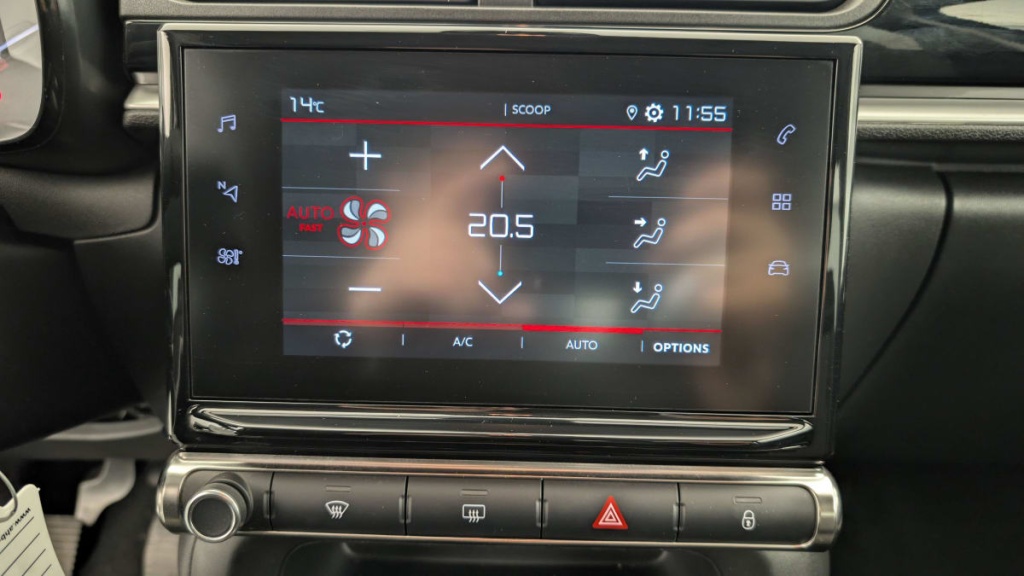 14°C
| SCOOP
11:55
N
AUTO
FAST
20.5
A/C
AUTO
OPTIONS